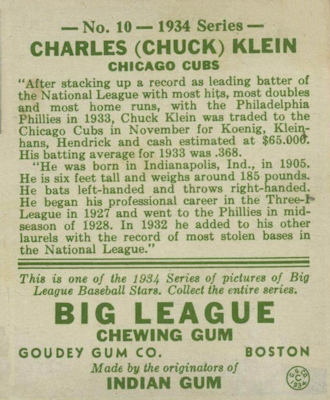 — No. 10 — 1934 Series —
CHARLES (CHUCK) KLEIN
CHICAGO CUBS
"After stacking up a record as leading batter of
the National League with most hits, most doubles
and most home runs, with the Philadelphia
Phillies in 1933, Chuck Klein was traded to the
Chicago Cubs in November for Koenig, Klein-
hans, Hendrick and cash estimated at $65.000.
His batting average for 1933 was .368.
"He was born in Indianapolis, Ind., in 1905.
He is six feet tall and weighs around 185 pounds.
He bats left-handed and throws right-handed.
He began his professional career in the Three-I
League in 1927 and went to the Phillies in mid-
season of 1928. In 1932 he added to his other
laurels with the record of most stolen bases in
the National League."
This is one of the 1934 Series of pictures of Big
League Baseball Stars. Collect the entire series.
BIG LEAGUE
CHEWING GUM
GOUDEY GUM CO. BOSTON
Made by the originators of
INDIAN GUM